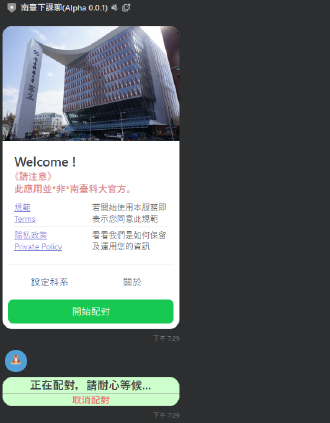 南臺下課聊(Alpha 0.0.1)
Welcome !
《請注意》
此應用並*非*南臺科大官方。
規範
Terms
若開始使用本服務即
表示您同意此規範
隱私政策
Private Policy
看看我們是如何保留
及運用您的資訊
設定科系
關於
開始配對
下午 7:29
正在配對，請耐心等候...
取消配對
下午 7:29